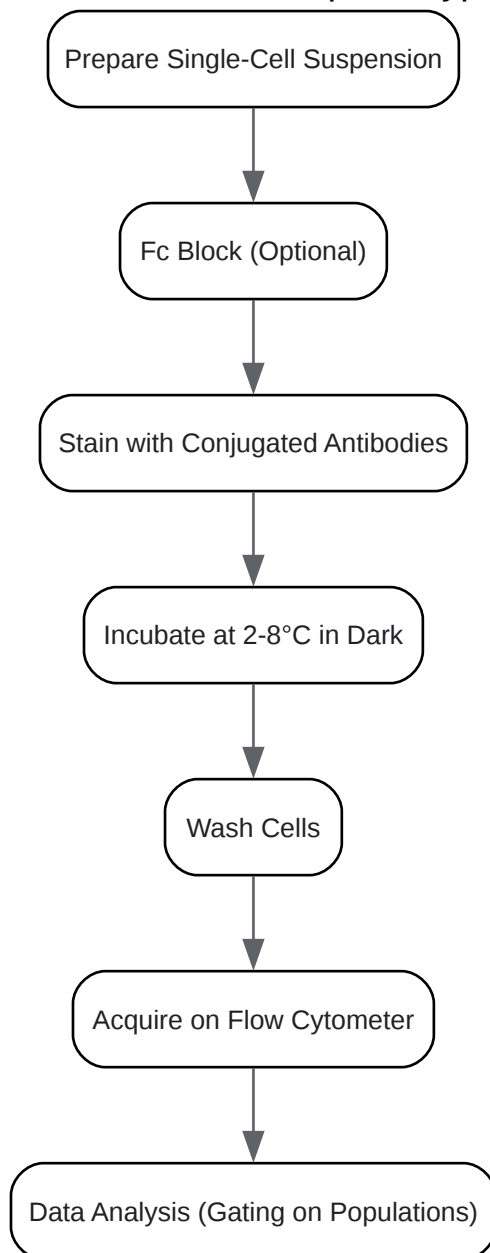 Prepare Single-Cell Suspension
Fc Block (Optional)
Stain with Conjugated Antibodies
Incubate at 2-8°C in Dark
Wash Cells
Acquire on Flow Cytometer
Data Analysis (Gating on Populations)